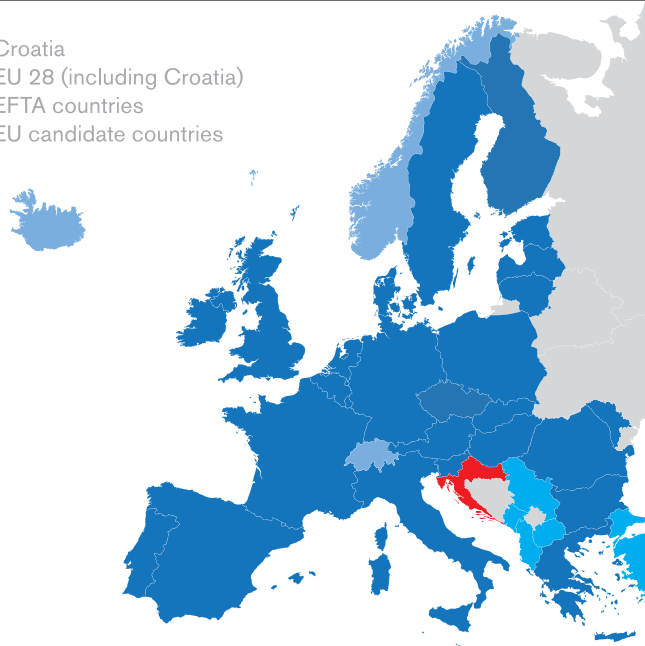 Croatia
EU 28 (including Croatia)
EFTA countries
EU candidate countries